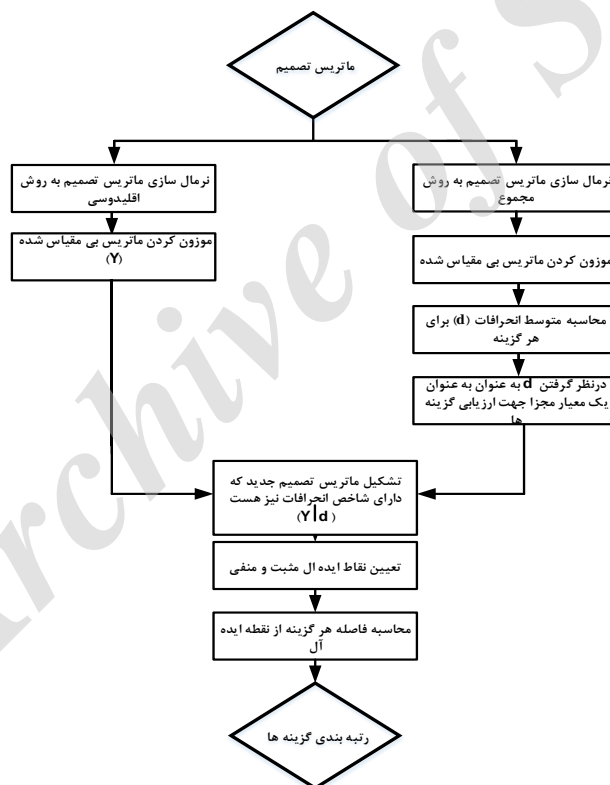 ماتریس تصمیم
نرمال سازی ماتریس تصمیم به روش
مجموع
موزون کردن ماتریس بی مقیاس شده
محاسبه متوسط انحرافات (d) برای
هر گزینه
درنظر گرفتن d به عنوان به عنوان
یک معیار مجزا جهت ارزیابی گزینه
ها
نرمال سازی ماتریس تصمیم به روش
اقلیدوسی
موزون کردن ماتریس بی مقیاس شده
(Y)
تشکیل ماتریس تصمیم جدید که
دارای شاخص انحرافات نیز هست
(Y|d)
تعیین نقاط ایده ال مثبت و منفی
محاسبه فاصله هر گزینه از نقطه ایده
آل
رتبه بندی گزینه ها
Archive of S